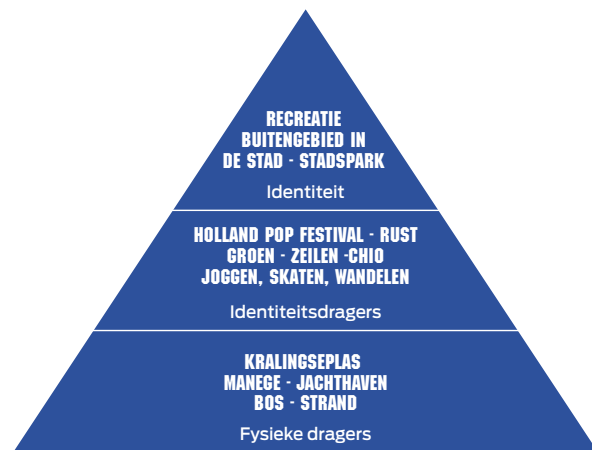 RECREATIE
BUITENGEBIED IN
DE STAD - STADSPARK
Identiteit
HOLLAND POP FESTIVAL - RUST
GROEN - ZEILEN -CHIO
JOGGEN, SKATEN, WANDELEN
Identiteitsdragers
KRALINGSEPLAS
MANEGE - JACHTHAVEN
BOS - STRAND
Fysieke dragers